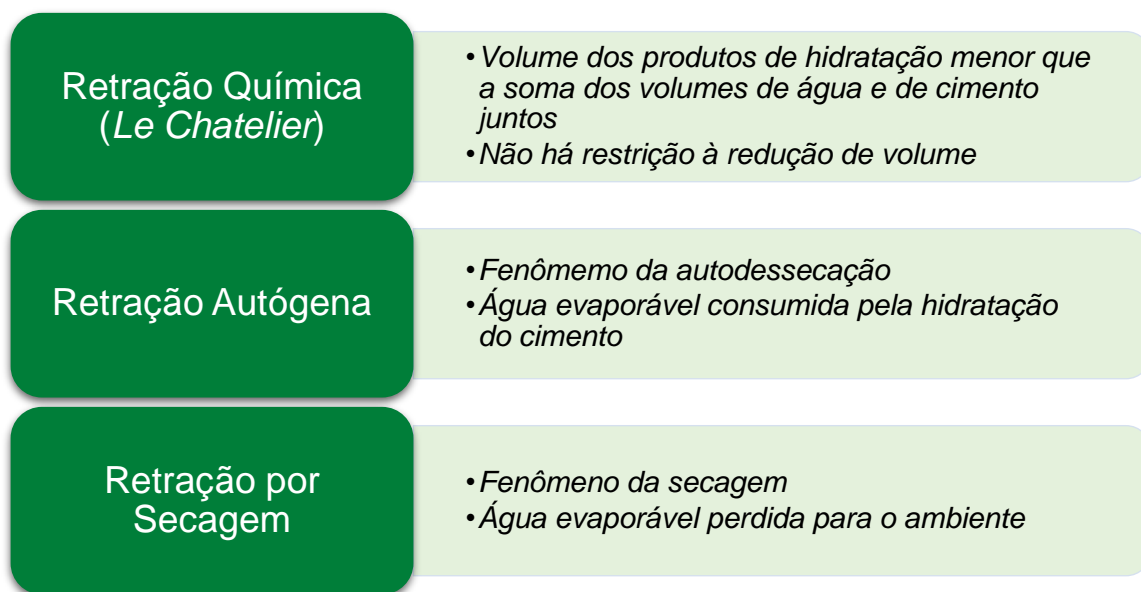 Retração Química
(Le Chatelier)
•Volume dos produtos de hidratação menor que
a soma dos volumes de água e de cimento
juntos
•Não há restrição à redução de volume
Retração Autógena
•Fenômemo da autodessecação
•Água evaporável consumida pela hidratação
do cimento
Retração por
Secagem
•Fenômeno da secagem
•Água evaporável perdida para o ambiente